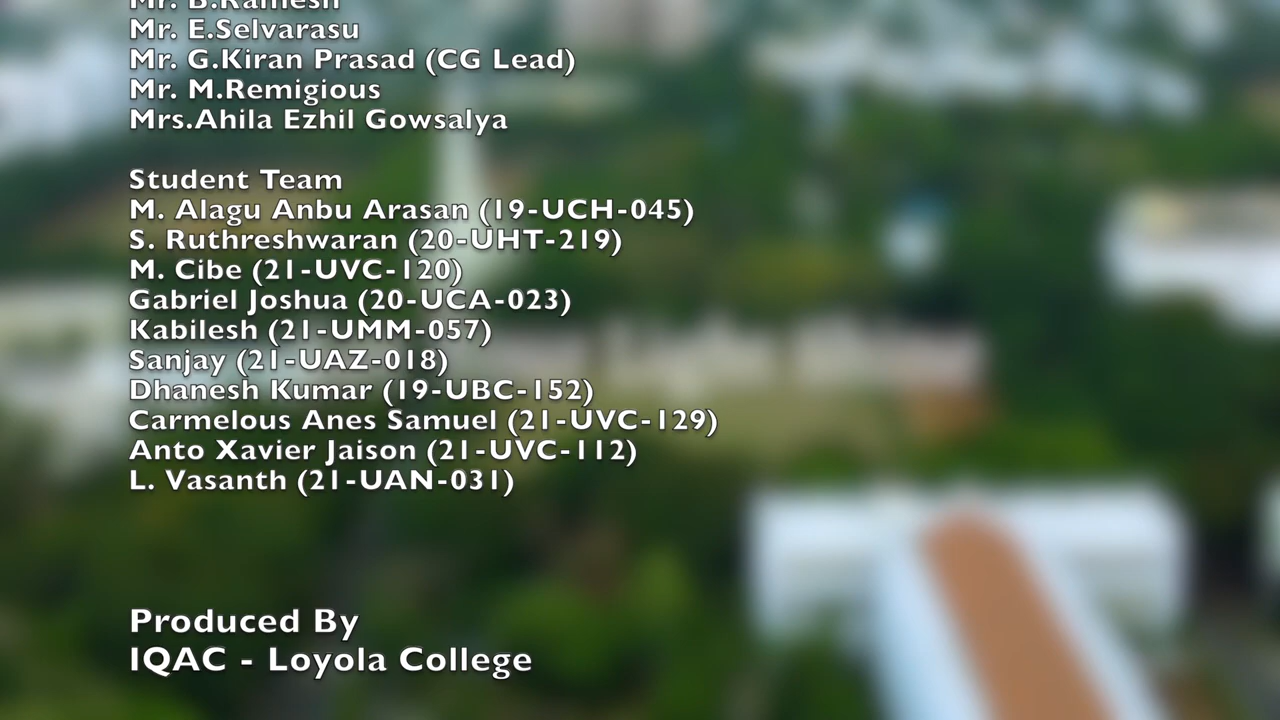 Mr. B.Ramesh
Mr. E.Selvarasu
Mr. G.Kiran Prasad (CG Lead)
Mr. M.Remigious
Mrs.Ahila Ezhil Gowsalya
Student Team
M. Alagu Anbu Arasan (19-UCH-045)
S. Ruthreshwaran (20-UHT-219)
M. Cibe (21-UVC-120)
Gabriel Joshua (20-UCA-023)
Kabilesh (21-UMM-057)
Sanjay (21-UAZ-018)
Dhanesh Kumar (19-UBC-152)
Carmelous Anes Samuel (21-UVC-129)
Anto Xavier Jaison (21-UVC-112)
L. Vasanth (21-UAN-031)
Produced By
IQAC - Loyola College